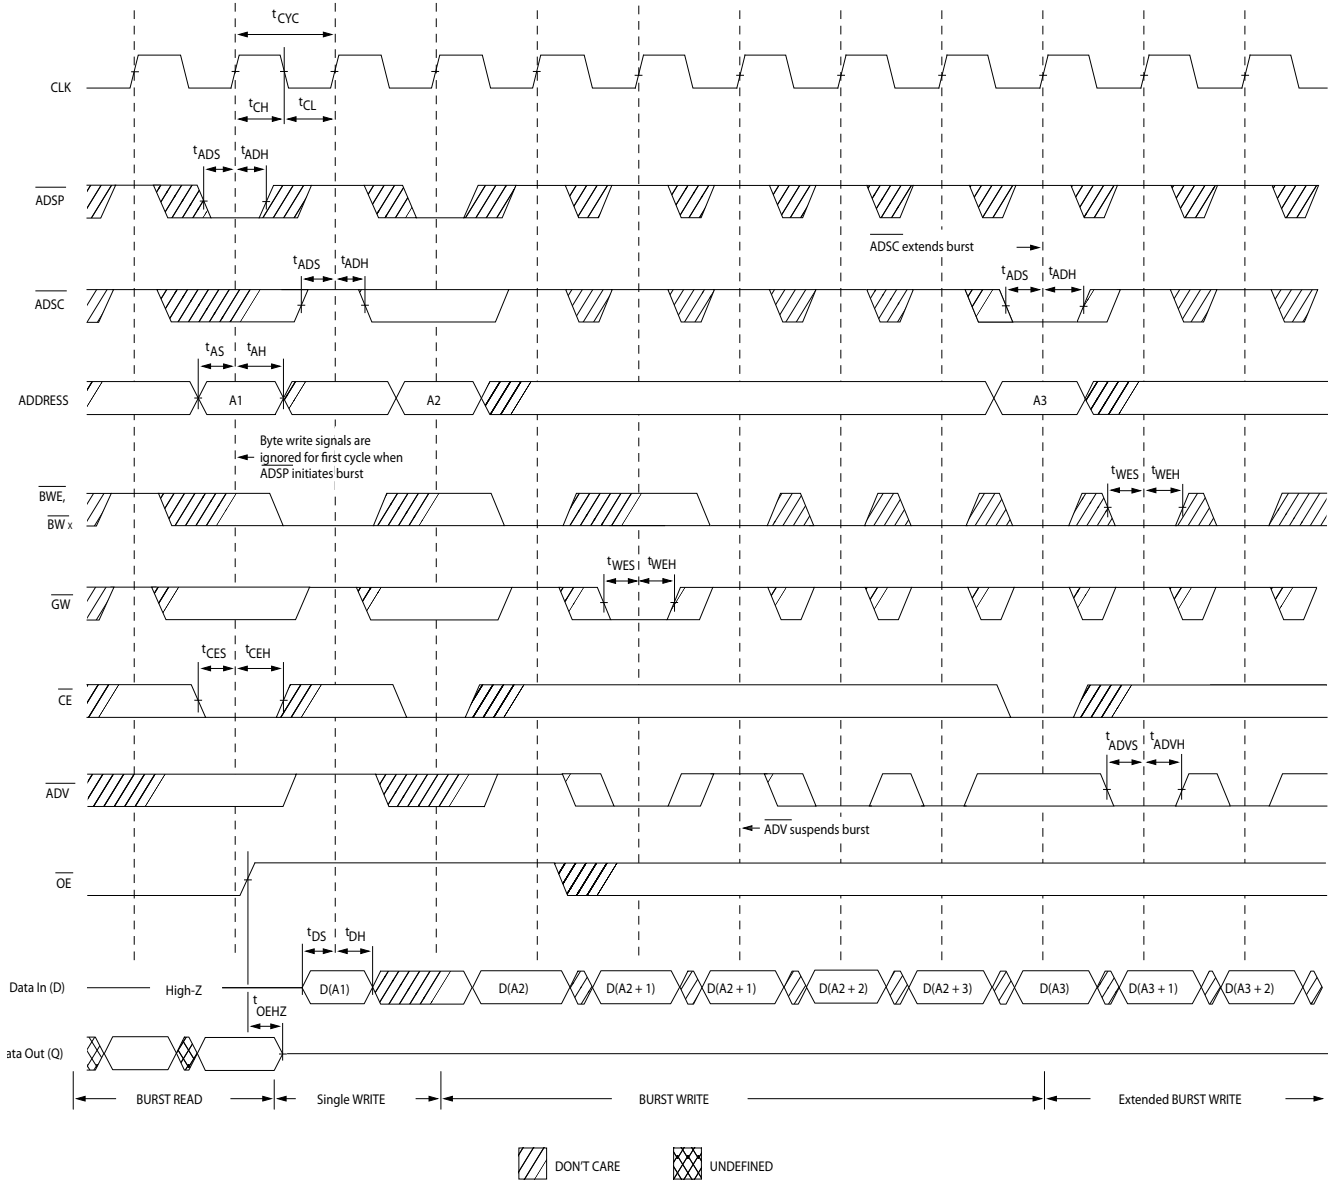 tCYC
CLK
tCH tCL
tADS tADH
ADSP
ADSC extends burst
tADS tADH
tADS tADH
ADSC
tAS tAH
ADDRESS A1 A2 A3
Byte write signals are
ignored for first cycle when
ADSP initiates burst
BWE,
BW x
tWES tWEH
tWES tWEH
GW
tCES tCEH
CE
tADVS tADVH
ADV
ADV suspends burst
OE
tDS tDH
Data In (D) High-Z D(A1) D(A2) D(A2 + 1) D(A2 + 1) D(A2 + 2) D(A2 + 3) D(A3) D(A3 + 1) D(A3 + 2)
tOEHZ
ata Out (Q)
BURST READ Single WRITE BURST WRITE Extended BURST WRITE
DON'T CARE UNDEFINED